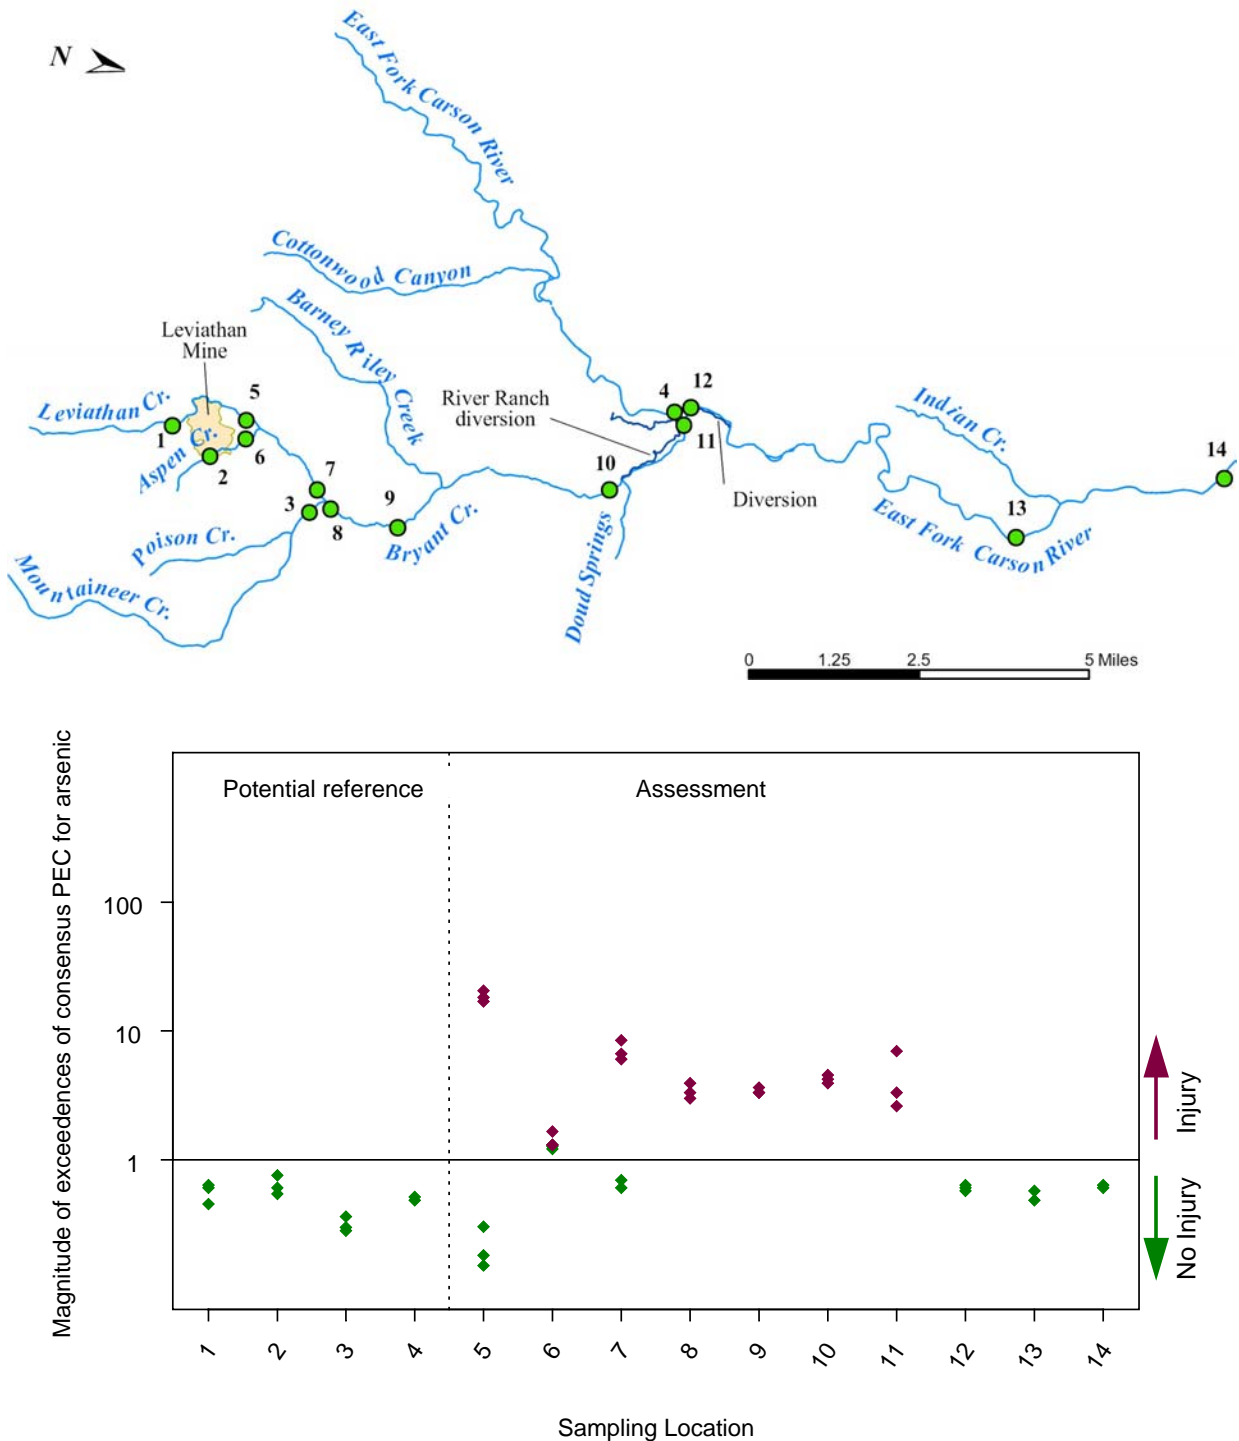 N
East Fork Carson River
Cottonwood Canyon
Barney Riley Creek
Leviathan
Mine
Leviathan Cr.
Aspen Cr.
1
2
5
6
7
3
8
9
Poison Cr.
Mountaineer Cr.
Bryant Cr.
River Ranch
diversion
10
Doud Springs
4
12
11
Diversion
Indian Cr.
East Fork Carson River
13
14
0 1.25 2.5 5 Miles
Magnitude of exceedences of consensus PEC for arsenic
Potential reference
Assessment
100
10
1
Injury
No Injury
1 2 3 4 5 6 7 8 9 10 11 12 13 14
Sampling Location